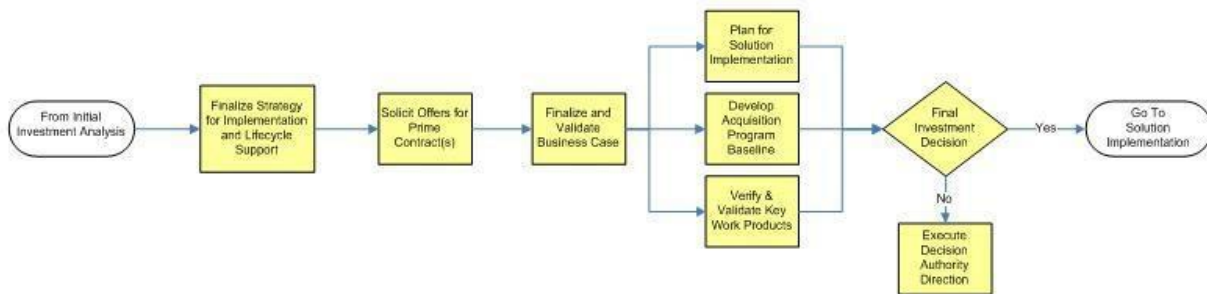 From Initial
Investment Analysis
Finalize Strategy
for Implementation
and Lifecycle
Support
Solicit Offers for
Prime
Contract(s)
Finalize and
Validate
Business Case
Plan for
Solution
Implementation
Develop
Acquisition
Program
Baseline
Verify &
Validate Key
Work Products
Final
Investment
Decision
Yes
Go To
Solution
Implementation
No
Execute
Decision
Authority
Direction